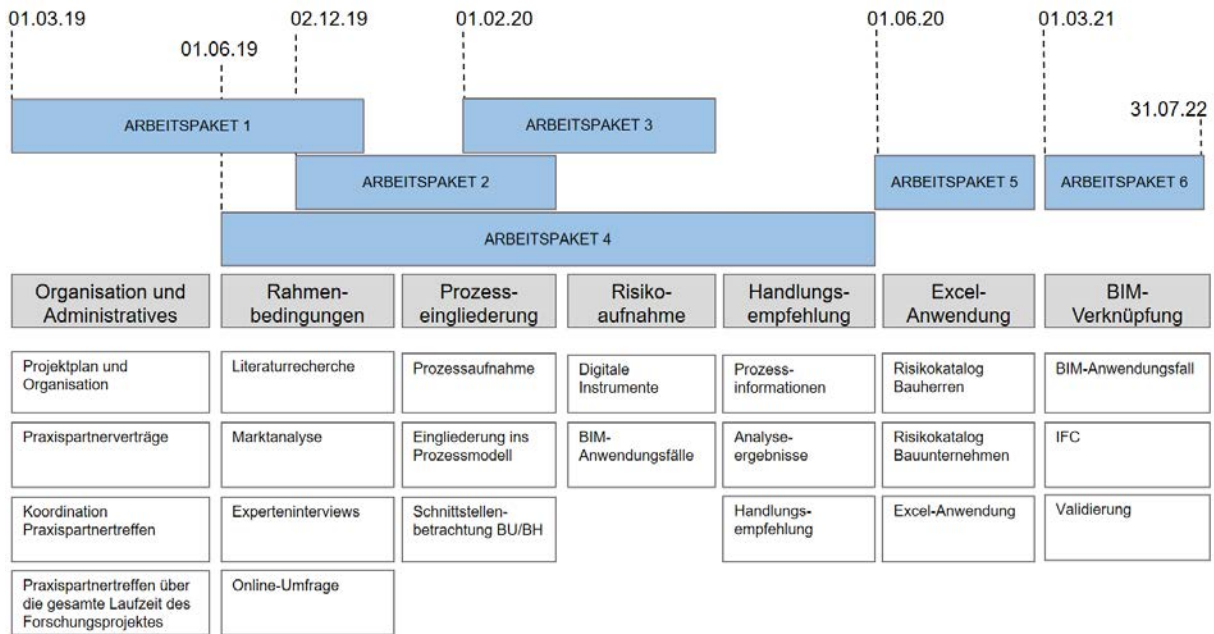 01.03.19
02.12.19
01.02.20
01.06.20
01.03.21
01.06.19
31.07.22
ARBEITSPAKET 1
ARBEITSPAKET 3
ARBEITSPAKET 2
ARBEITSPAKET 5
ARBEITSPAKET 6
ARBEITSPAKET 4
Organisation und
Administratives
Rahmen-
bedingungen
Prozess-
eingliederung
Risiko-
aufnahme
Handlungs-
empfehlung
Excel-
Anwendung
BIM-
Verknüpfung
Projektplan und
Organisation
Literaturrecherche
Prozessaufnahme
Digitale
Instrumente
Prozess-
informationen
Risikokatalog
Bauherren
BIM-Anwendungsfall
Praxispartnerverträge
Marktanalyse
Eingliederung ins
Prozessmodell
BIM-
Anwendungsfälle
Analyse-
ergebnisse
Risikokatalog
Bauunternehmen
IFC
Koordination
Praxispartnertreffen
Experteninterviews
Schnittstellen-
betrachtung BU/BH
Handlungs-
empfehlung
Excel-Anwendung
Validierung
Praxispartnertreffen über
die gesamte Laufzeit des
Forschungsprojektes
Online-Umfrage